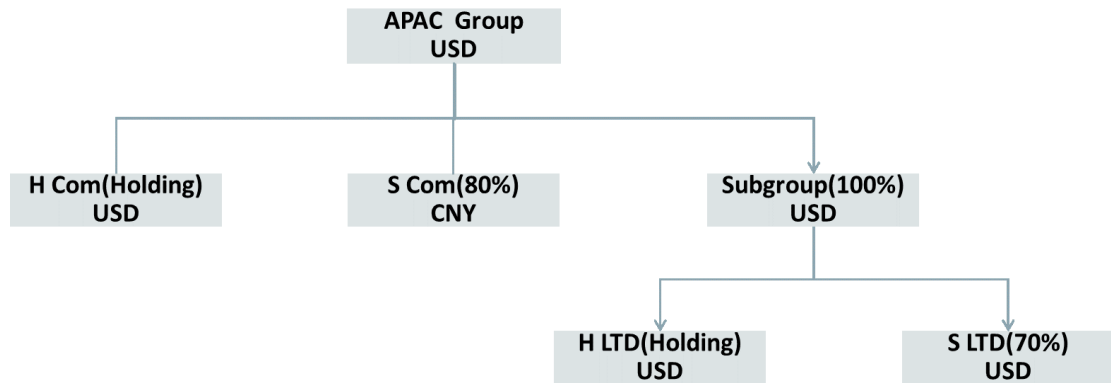 APAC  Group
USD
H Com(Holding)
USD
S Com(80%)
CNY
Subgroup(100%)
USD
H LTD(Holding)
USD
S LTD(70%)
USD